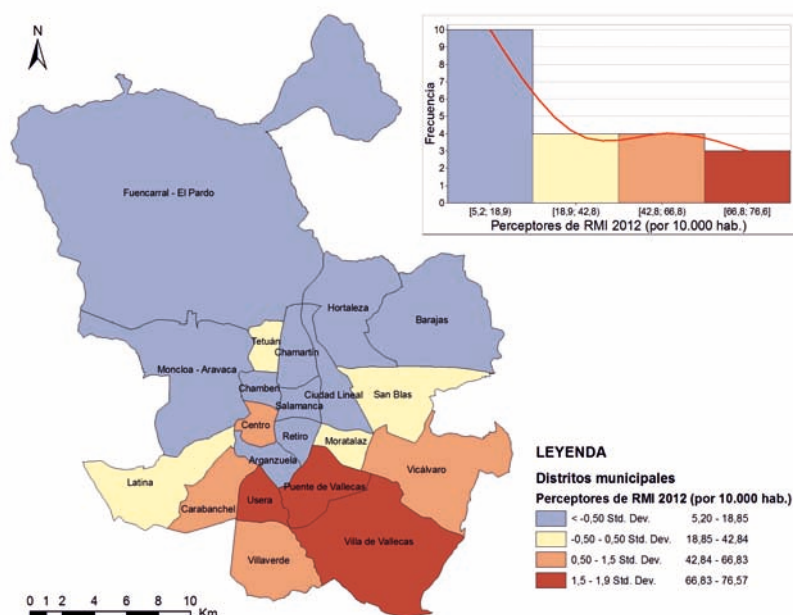 N
Fuencarral - El Pardo
Hortaleza
Barajas
Tetuán
Chamartín
Moncloa - Aravaca
Chamberí
Ciudad Lineal
San Blas
Salamanca
Centro
Retiro
Moratalaz
Arganzuela
Vicálvaro
Latina
Puente de Vallecas
Usera
Carabanchel
Villa de Vallecas
Villaverde
0 1 2 4 6 8 10
Km
Frecuencia
10
9
8
7
6
5
4
3
2
1
0
[5,2; 18,9) [18,9; 42,8) [42,8; 66,8) [66,8; 76,6]
Perceptores de RMI 2012 (por 10.000 hab.)
LEYENDA
Distritos municipales
Perceptores de RMI 2012 (por 10.000 hab.)
< -0,50 Std. Dev. 5,20 - 18,85
-0,50 - 0,50 Std. Dev. 18,85 - 42,84
0,50 - 1,5 Std. Dev. 42,84 - 66,83
1,5 - 1,9 Std. Dev. 66,83 - 76,57